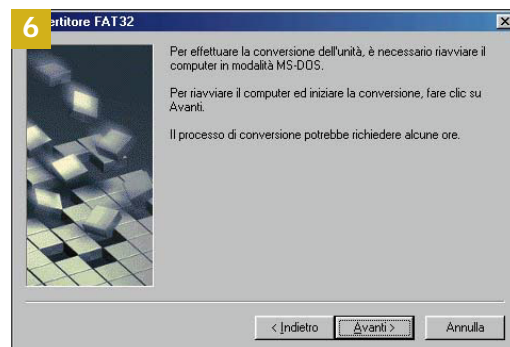 6
ertitore FAT32
Per effettuare la conversione dell'unità, è necessario riavviare il
computer in modalità MS-DOS.
Per riavviare il computer ed iniziare la conversione, fare clic su
Avanti.
Il processo di conversione potrebbe richiedere alcune ore.
< Indietro
Avanti >
Annulla